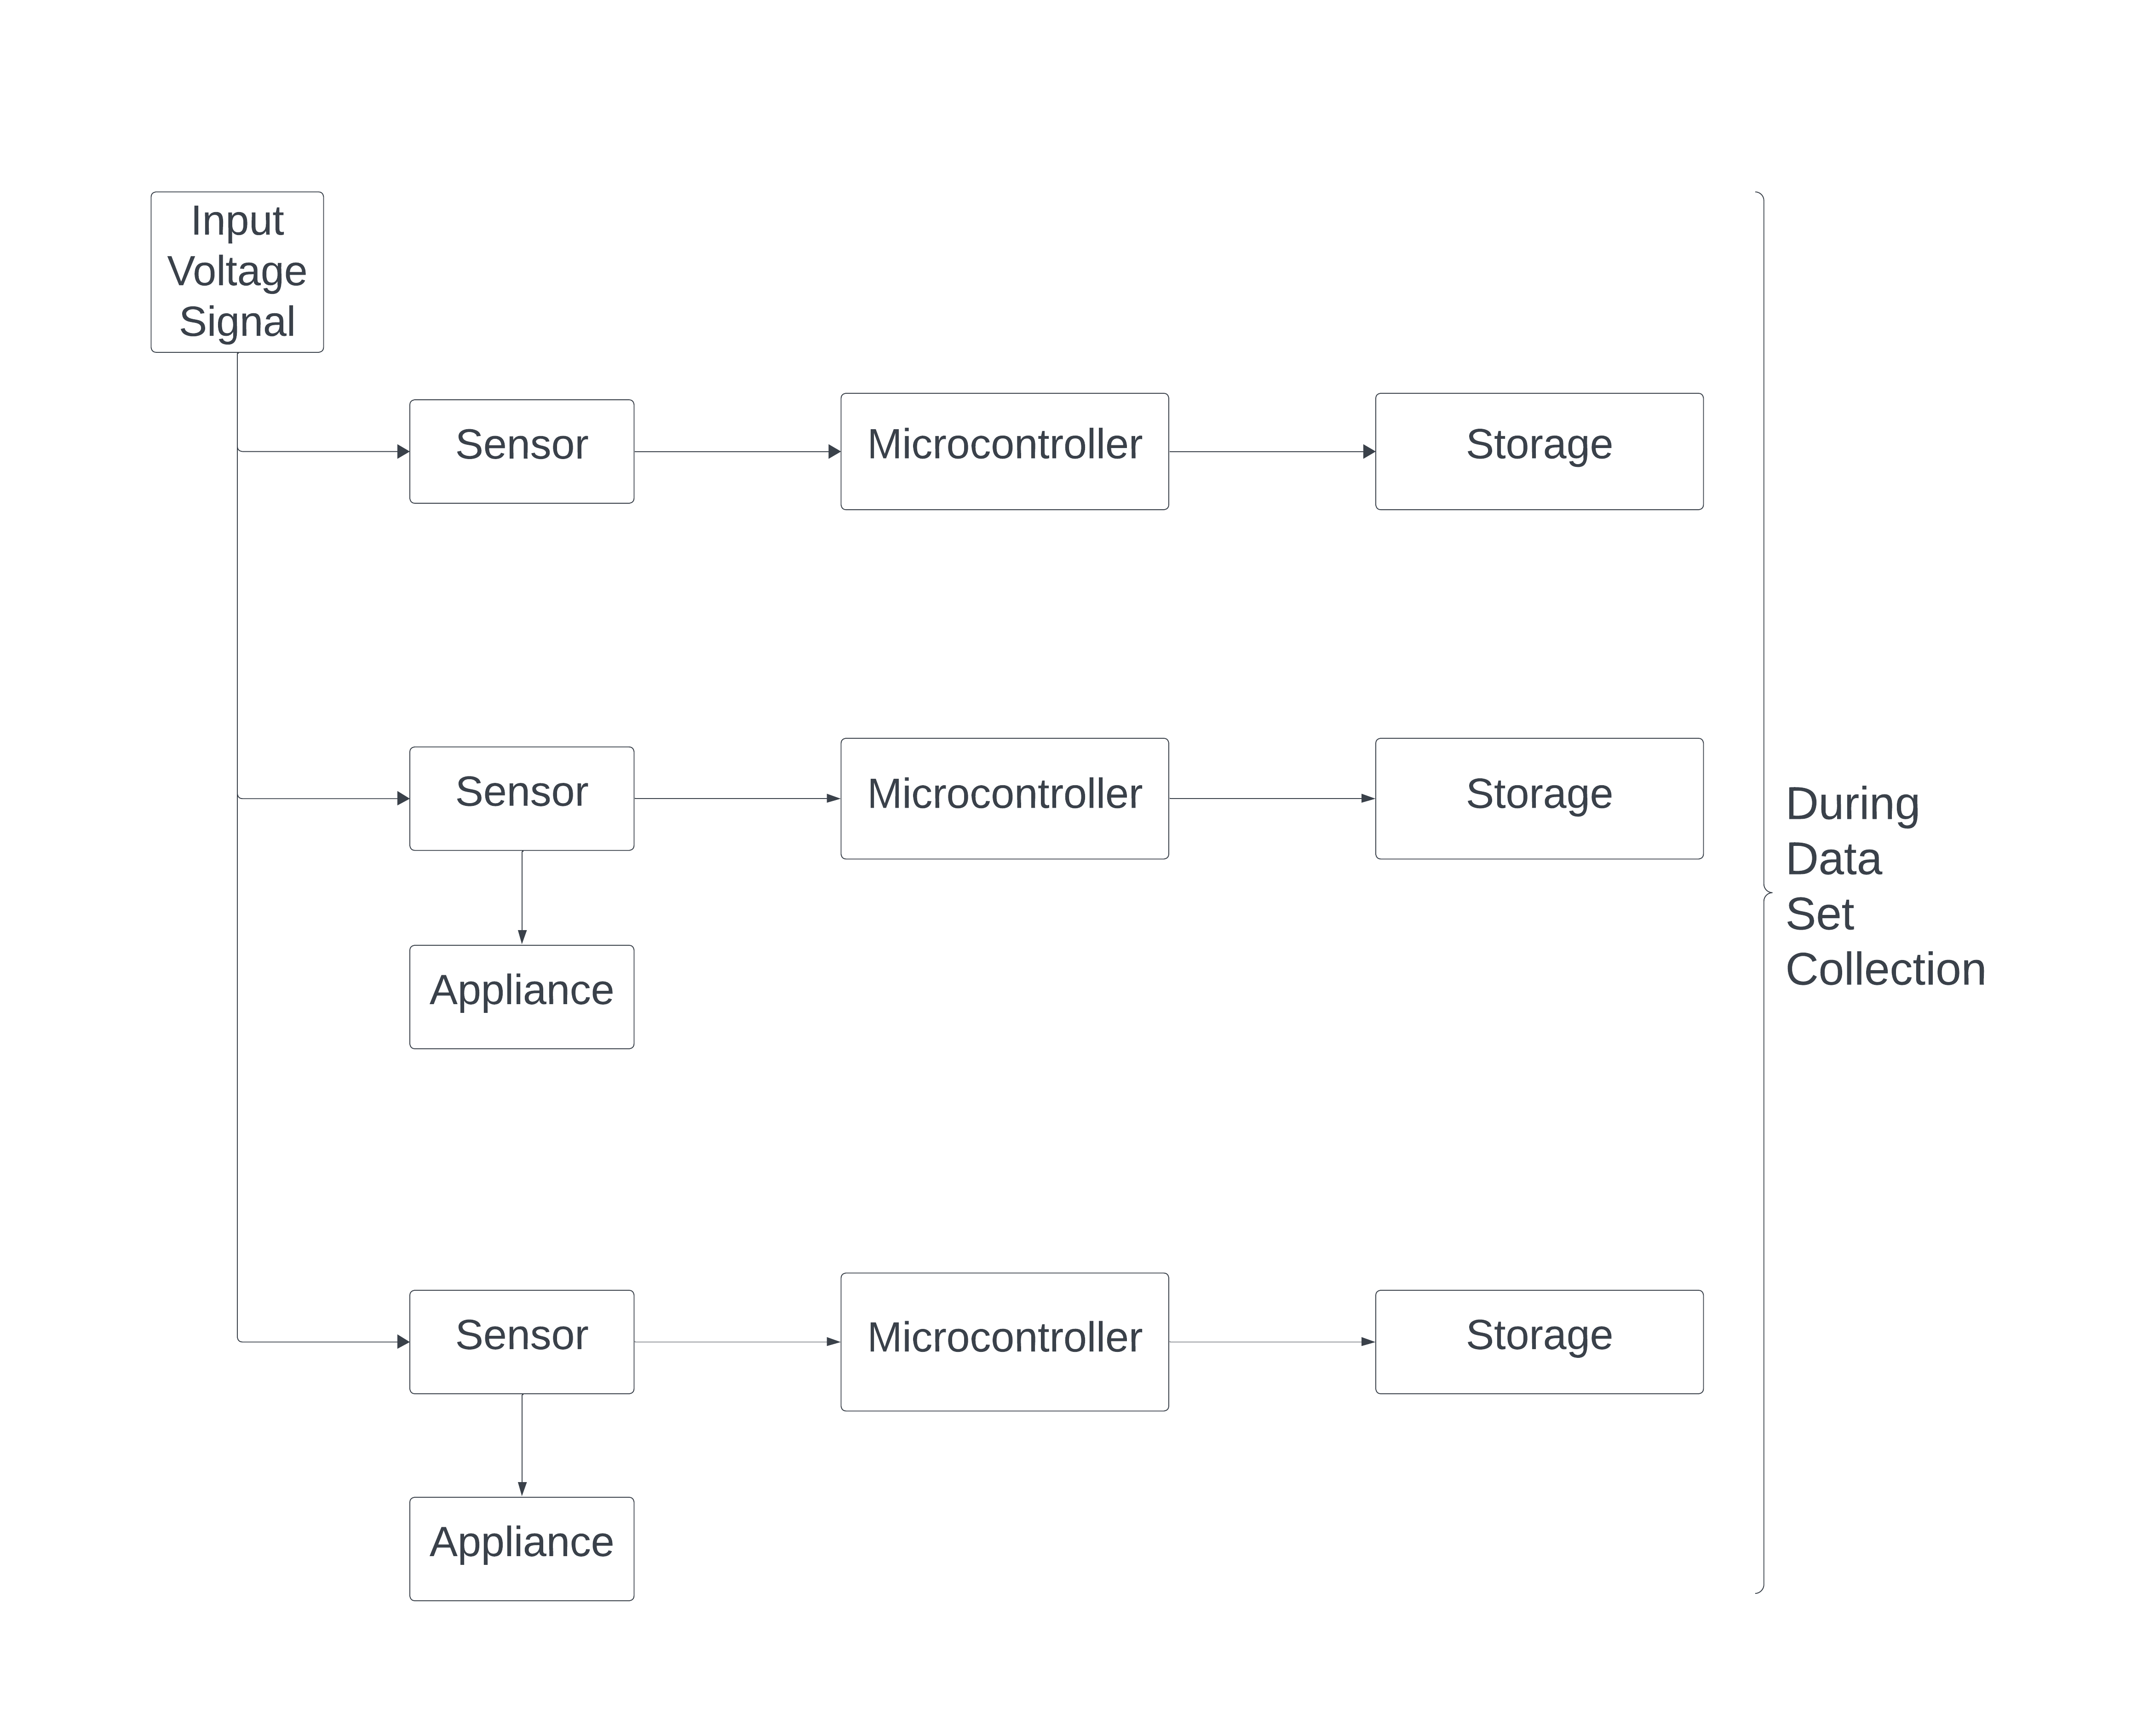 Input
Voltage
Signal
Sensor
Microcontroller
Storage
Sensor
Microcontroller
Storage
Appliance
Sensor
Microcontroller
Storage
Appliance
During
Data
Set
Collection